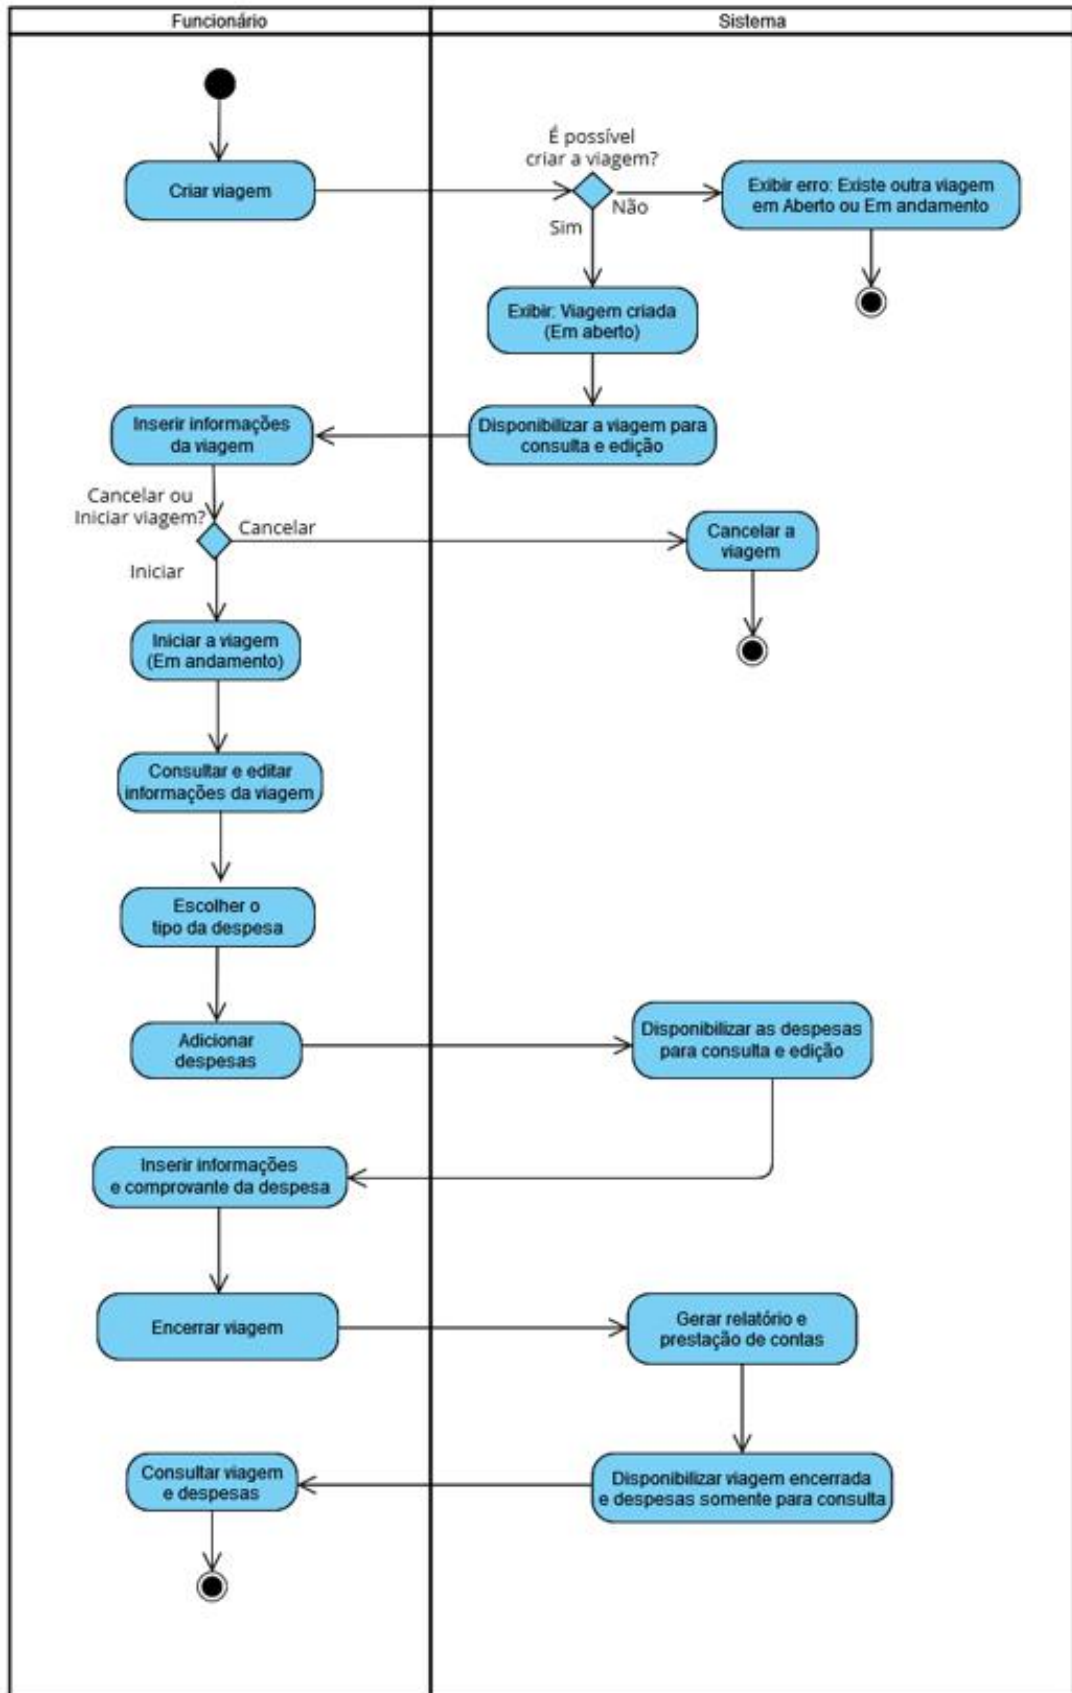 Funcionário
Sistema
É possível
criar a viagem?
Criar viagem
Não
Sim
Exibir erro: Existe outra viagem
em Aberto ou Em andamento
Exibir: Viagem criada
(Em aberto)
Inserir informações
da viagem
Disponibilizar a viagem para
consulta e edição
Cancelar ou
Iniciar viagem?
Cancelar
Iniciar
Cancelar a
viagem
Iniciar a viagem
(Em andamento)
Consultar e editar
informações da viagem
Escolher o
tipo da despesa
Adicionar
despesas
Disponibilizar as despesas
para consulta e edição
Inserir informações
e comprovante da despesa
Encerrar viagem
Gerar relatório e
prestação de contas
Consultar viagem
e despesas
Disponibilizar viagem encerrada
e despesas somente para consulta